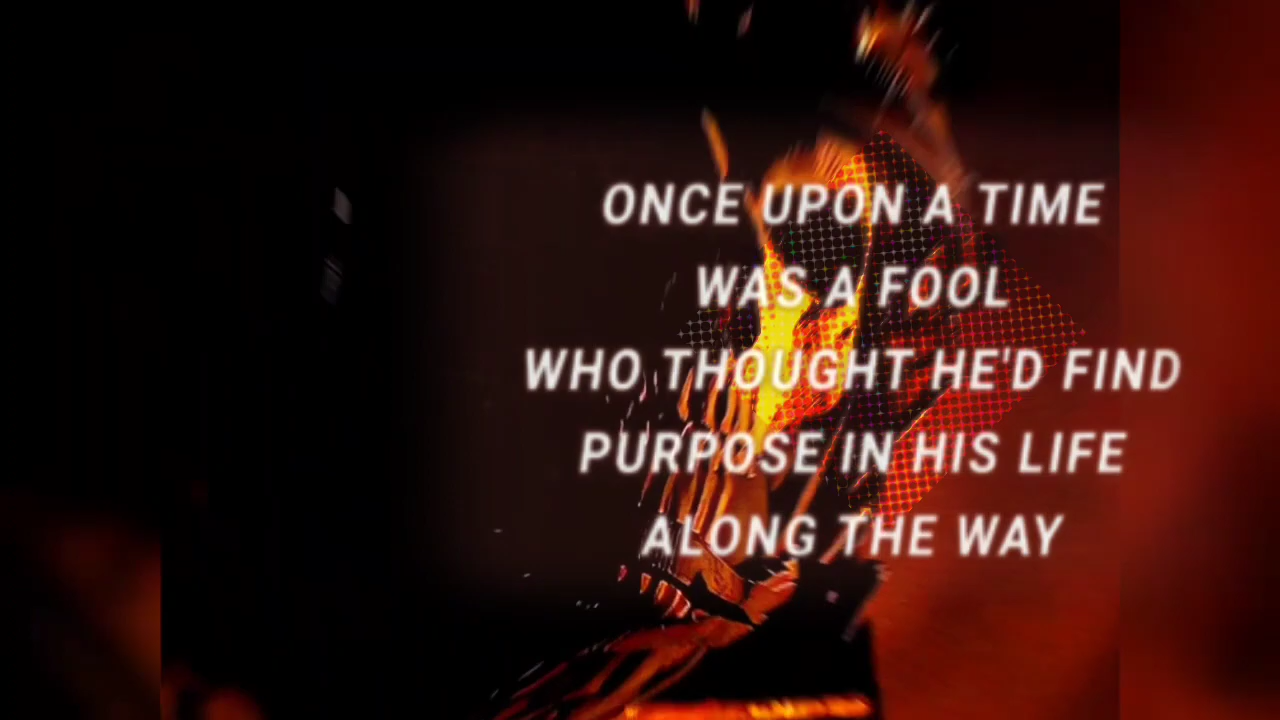 ONCE UPON A TIME
WAS A FOOL
WHO THOUGHT HE'D FIND
PURPOSE IN HIS LIFE
ALONG THE WAY